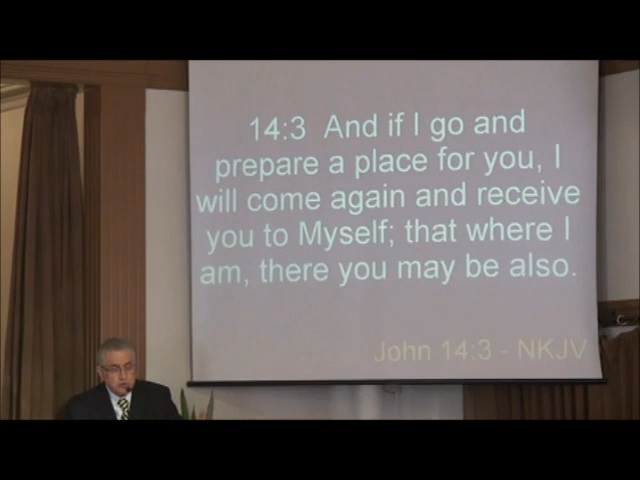 14:3 And if I go and
prepare a place for you, I
will come again and receive
you to Myself; that where I
am, there you may be also.
John 14:3 - NKJV